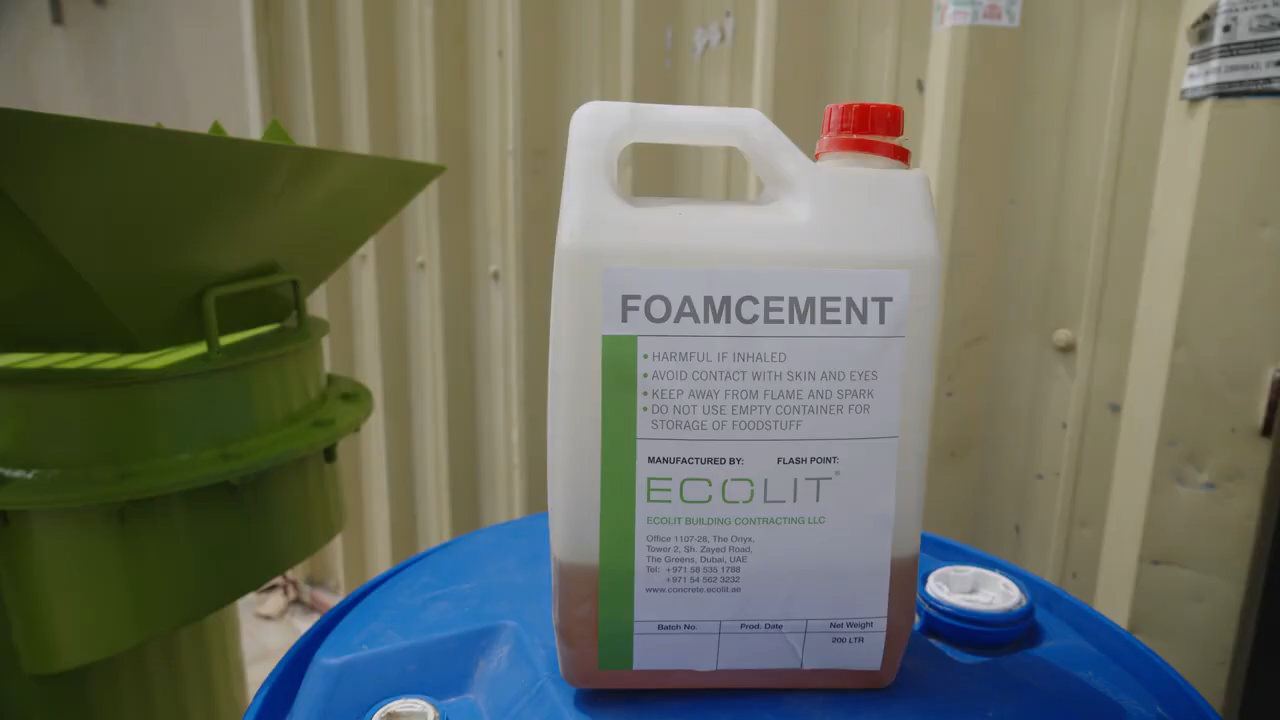 FOAMCEMENT
• HARMFUL IF INHALED
• AVOID CONTACT WITH SKIN AND EYES
• KEEP AWAY FROM FLAME AND SPARK
• DO NOT USE EMPTY CONTAINER FOR
STORAGE OF FOODSTUFF
MANUFACTURED BY: FLASH POINT:
ECOLIT®
ECOLIT BUILDING CONTRACTING LLC
Office 1107-28, The Onyx,
Tower 2, Sh. Zayed Road,
The Greens, Dubai, UAE
Tel: +971 58 535 1788
+971 54 562 3232
www.concrete.ecolit.ae
Batch No. Prod. Date Net Weight
200 LTR